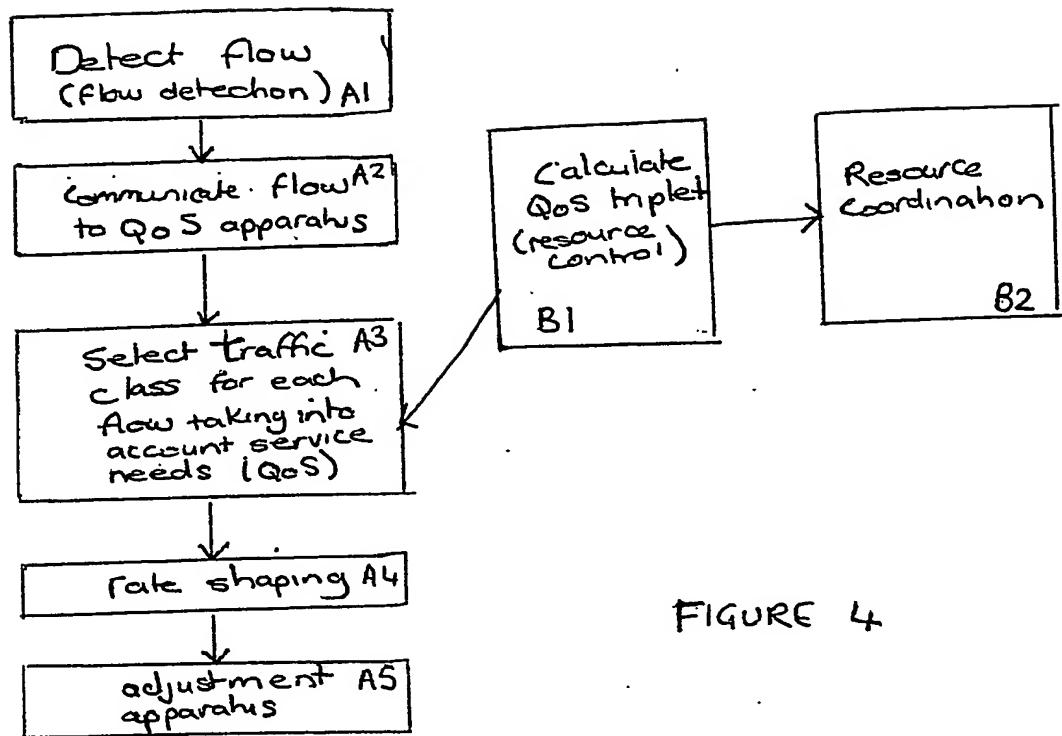 Detect flow
(flow detection) A1
communicate flow A2
to QoS apparatus
Select traffic A3
class for each
flow taking into
account service
needs (QoS)
rate shaping A4
adjustment A5
apparatus
Calculate
QoS triplet
(resource
control)
B1
Resource
coordination
B2
FIGURE 4